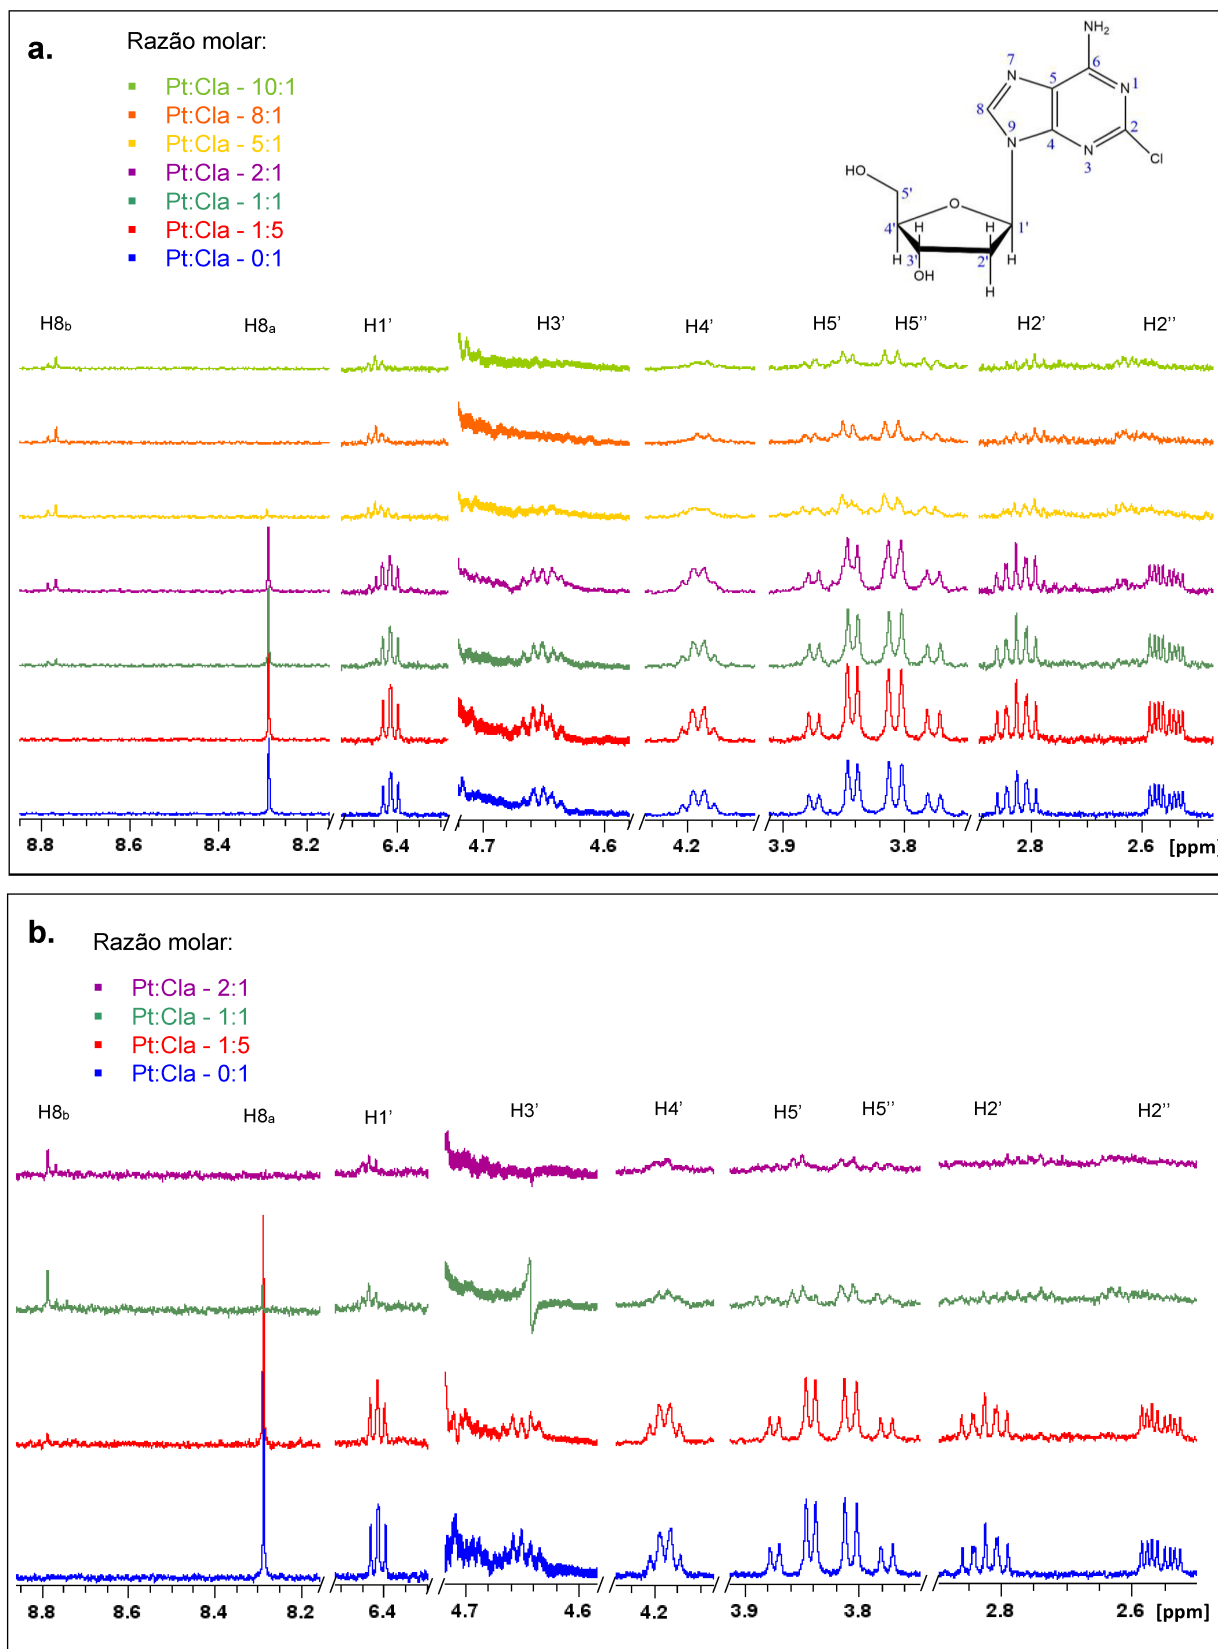 a.
Razão molar:
Pt:Cla - 10:1
Pt:Cla - 8:1
Pt:Cla - 5:1
Pt:Cla - 2:1
Pt:Cla - 1:1
Pt:Cla - 1:5
Pt:Cla - 0:1
NH2
6
7
5
N
N
1
8
2
9
N
4
N
3
Cl
HO
5'
O
4'
H
H
1'
H
3'
2'
H
OH
H
H8b H8a H1' H3' H4' H5' H5'' H2' H2''
8.8 8.6 8.4 8.2 6.4 4.7 4.6 4.2 3.9 3.8 2.8 2.6 [ppm]
b.
Razão molar:
Pt:Cla - 2:1
Pt:Cla - 1:1
Pt:Cla - 1:5
Pt:Cla - 0:1
H8b H8a H1' H3' H4' H5' H5'' H2' H2''
8.8 8.6 8.4 8.2 6.4 4.7 4.6 4.2 3.9 3.8 2.8 2.6 [ppm]